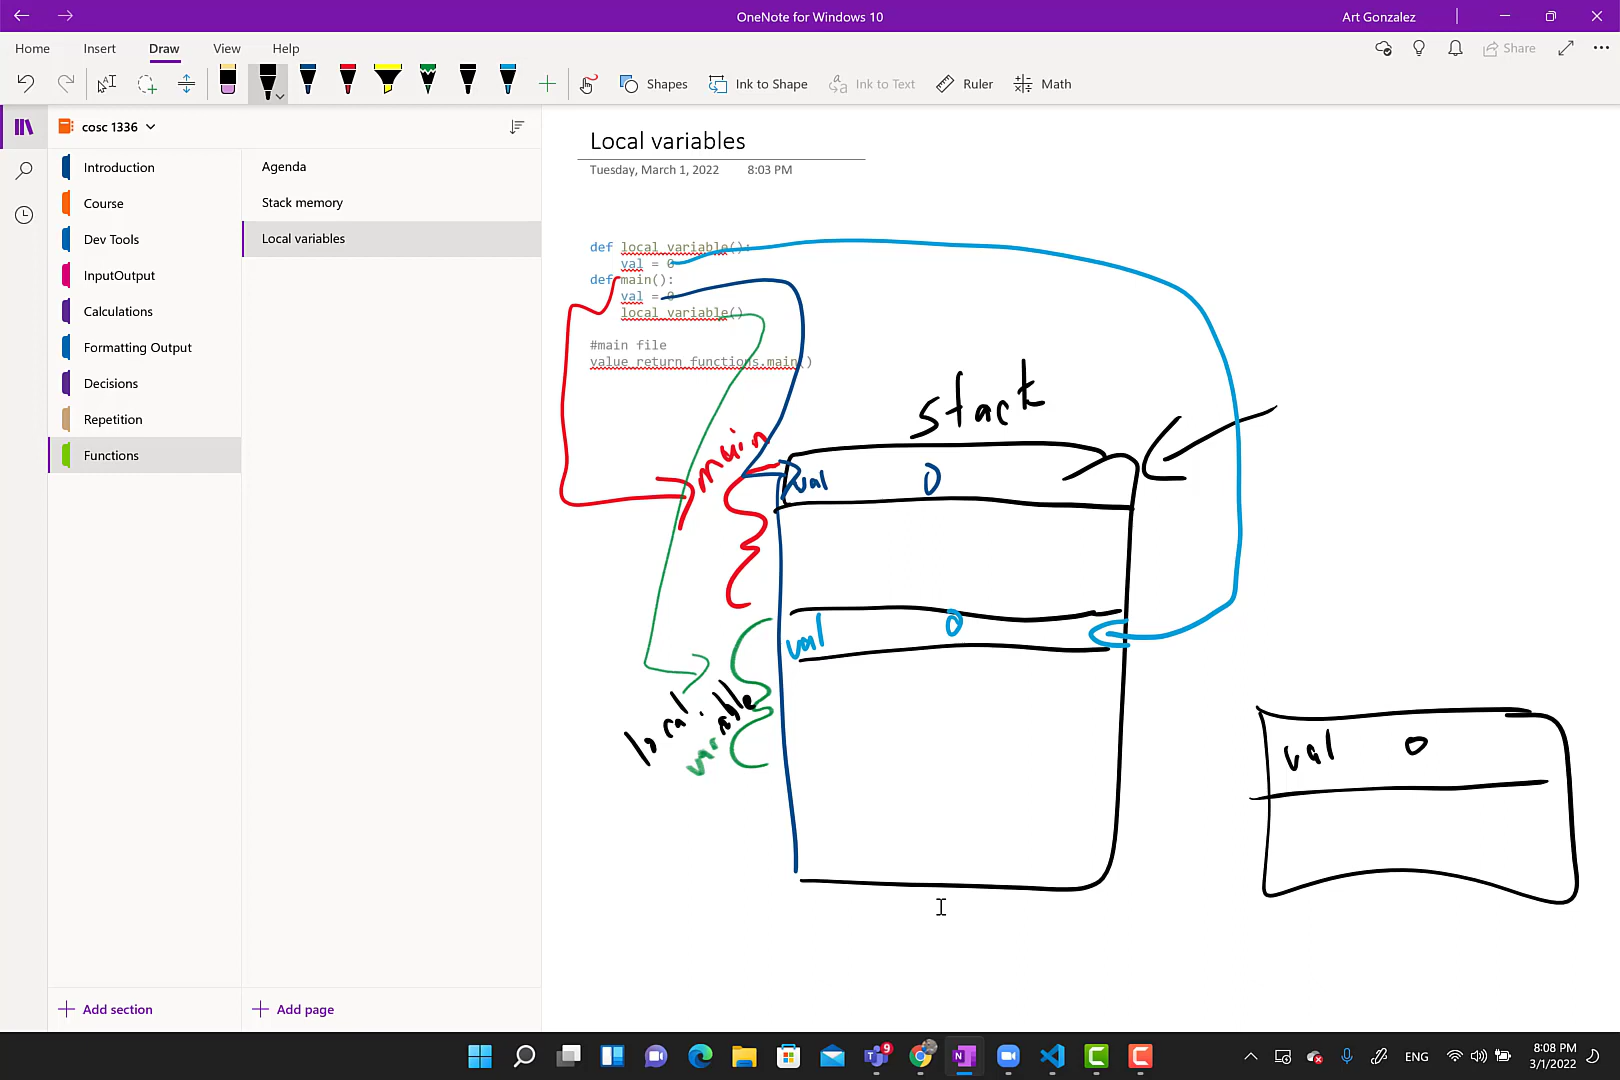 OneNote for Windows 10
Art Gonzalez
Home Insert Draw View Help
Share
Shapes Ink to Shape Ink to Text Ruler Math
cosc 1336
Introduction
Course
Dev Tools
InputOutput
Calculations
Formatting Output
Decisions
Repetition
Functions
Agenda
Stack memory
Local variables
Local variables
Tuesday, March 1, 2022 8:03 PM
def local_variable():
val = 0
def main():
val = 0
local_variable()
#main file
value_return_functions.main()
stack
main
val 0
val 0
local variable
val 0
Add section
Add page
9
ENG
8:08 PM
3/1/2022